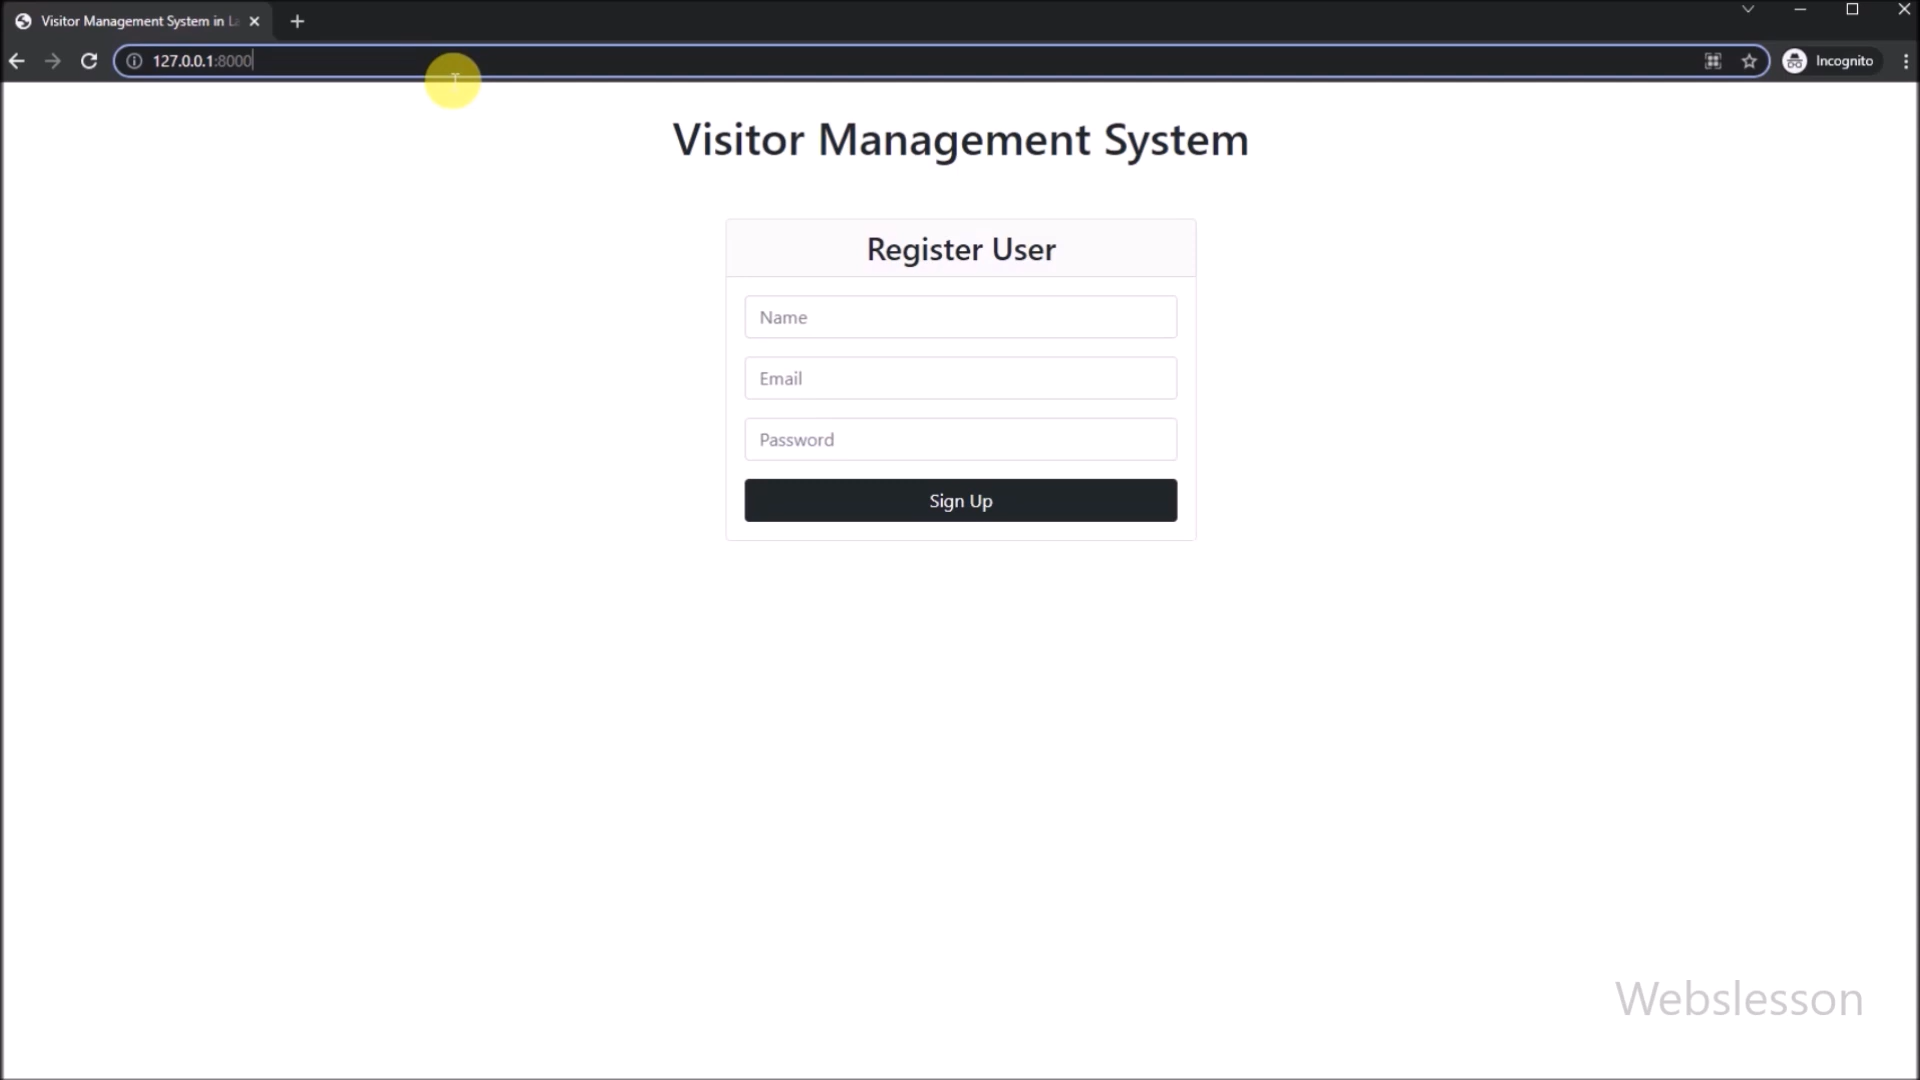 Visitor Management System in La
127.0.0.1:8000
Incognito
Visitor Management System
Register User
Name
Email
Password
Sign Up
Webslesson